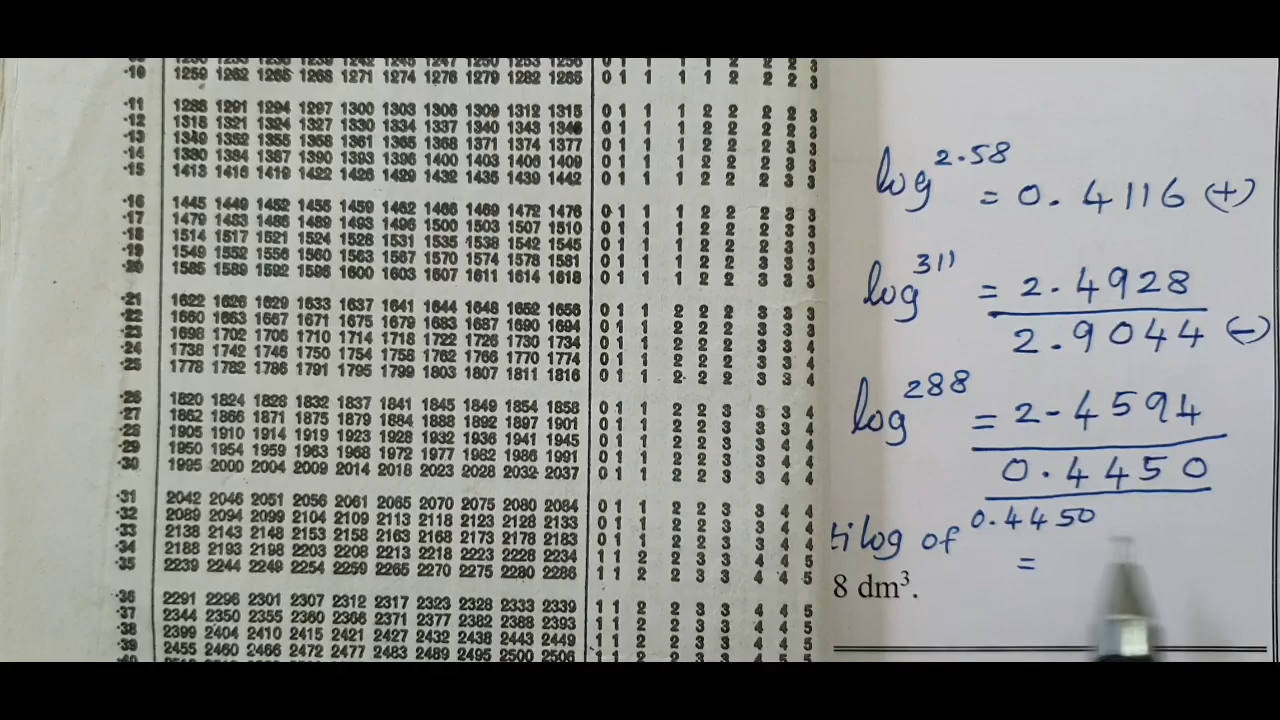 ·10 1259 1262 1265 1268 1271 1274 1276 1279 1282 1285 0 1 1 1 1 2 2 2 3
·11 1288 1291 1294 1297 1300 1303 1306 1309 1312 1315 0 1 1 1 2 2 2 2 3
·12 1318 1321 1324 1327 1330 1334 1337 1340 1343 1346 0 1 1 1 2 2 2 2 3
·13 1349 1352 1355 1358 1361 1365 1368 1371 1374 1377 0 1 1 1 2 2 2 3 3
·14 1380 1384 1387 1390 1393 1396 1400 1403 1406 1409 0 1 1 1 2 2 2 3 3
·15 1413 1416 1419 1422 1426 1429 1432 1435 1439 1442 0 1 1 1 2 2 2 3 3
·16 1445 1449 1452 1455 1459 1462 1466 1469 1472 1476 0 1 1 1 2 2 2 3 3
·17 1479 1483 1486 1489 1493 1496 1500 1503 1507 1510 0 1 1 1 2 2 2 3 3
·18 1514 1517 1521 1524 1528 1531 1535 1538 1542 1545 0 1 1 1 2 2 2 3 3
·19 1549 1552 1556 1560 1563 1567 1570 1574 1578 1581 0 1 1 1 2 2 3 3 3
·20 1585 1589 1592 1596 1600 1603 1607 1611 1614 1618 0 1 1 1 2 2 3 3 3
·21 1622 1626 1629 1633 1637 1641 1644 1648 1652 1656 0 1 1 2 2 2 3 3 3
·22 1660 1663 1667 1671 1675 1679 1683 1687 1690 1694 0 1 1 2 2 2 3 3 3
·23 1698 1702 1706 1710 1714 1718 1722 1726 1730 1734 0 1 1 2 2 2 3 3 4
·24 1738 1742 1746 1750 1754 1758 1762 1766 1770 1774 0 1 1 2 2 2 3 3 4
·25 1778 1782 1786 1791 1795 1799 1803 1807 1811 1816 0 1 1 2 2 2 3 3 4
·26 1820 1824 1828 1832 1837 1841 1845 1849 1854 1858 0 1 1 2 2 3 3 3 4
·27 1862 1866 1871 1875 1879 1884 1888 1892 1897 1901 0 1 1 2 2 3 3 3 4
·28 1905 1910 1914 1919 1923 1928 1932 1936 1941 1945 0 1 1 2 2 3 3 4 4
·29 1950 1954 1959 1963 1968 1972 1977 1982 1986 1991 0 1 1 2 2 3 3 4 4
·30 1995 2000 2004 2009 2014 2018 2023 2028 2032 2037 0 1 1 2 2 3 3 4 4
·31 2042 2046 2051 2056 2061 2065 2070 2075 2080 2084 0 1 1 2 2 3 3 4 4
·32 2089 2094 2099 2104 2109 2113 2118 2123 2128 2133 0 1 1 2 2 3 3 4 4
·33 2138 2143 2148 2153 2158 2163 2168 2173 2178 2183 0 1 1 2 2 3 3 4 4
·34 2188 2193 2198 2203 2208 2213 2218 2223 2228 2234 1 1 2 2 3 3 4 4 5
·35 2239 2244 2249 2254 2259 2265 2270 2275 2280 2286 1 1 2 2 3 3 4 4 5
·36 2291 2296 2301 2307 2312 2317 2323 2328 2333 2339 1 1 2 2 3 3 4 4 5
·37 2344 2350 2355 2360 2366 2371 2377 2382 2388 2393 1 1 2 2 3 3 4 4 5
·38 2399 2404 2410 2415 2421 2427 2432 2438 2443 2449 1 1 2 2 3 3 4 4 5
·39 2455 2460 2466 2472 2477 2483 2489 2495 2500 2506 1 1 2 2 3 3 4 5 5
log 2.58 = 0.4116 (+)
log 311 = 2.4928
2.9044 (-)
log 288 = 2-4594
0.4450
tilog of 0.4450
=
8 dm³.